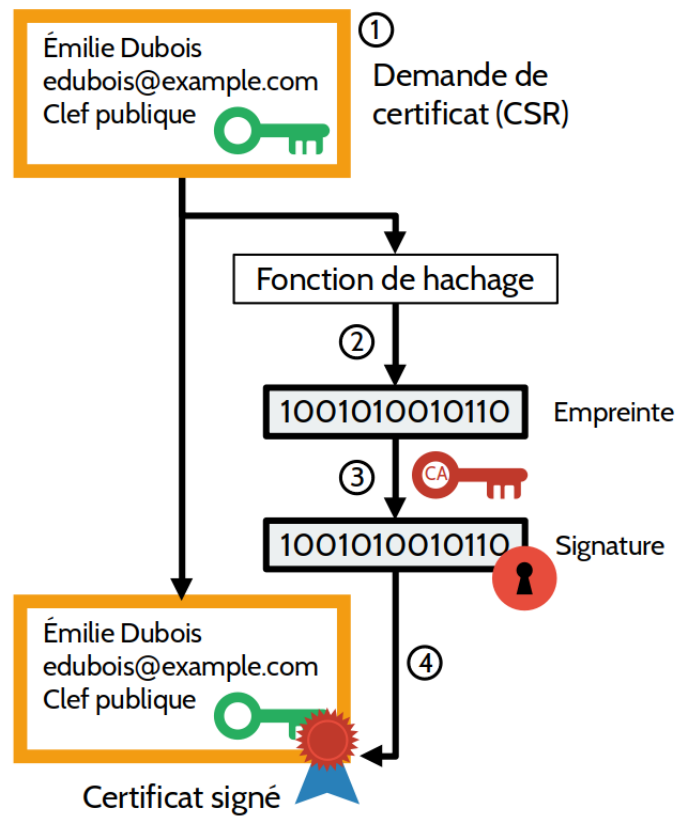 Émilie Dubois
edubois@example.com
Clef publique
①
Demande de
certificat (CSR)
Fonction de hachage
②
1001010010110
Empreinte
③
CA
1001010010110
Signature
Émilie Dubois
edubois@example.com
Clef publique
④
Certificat signé